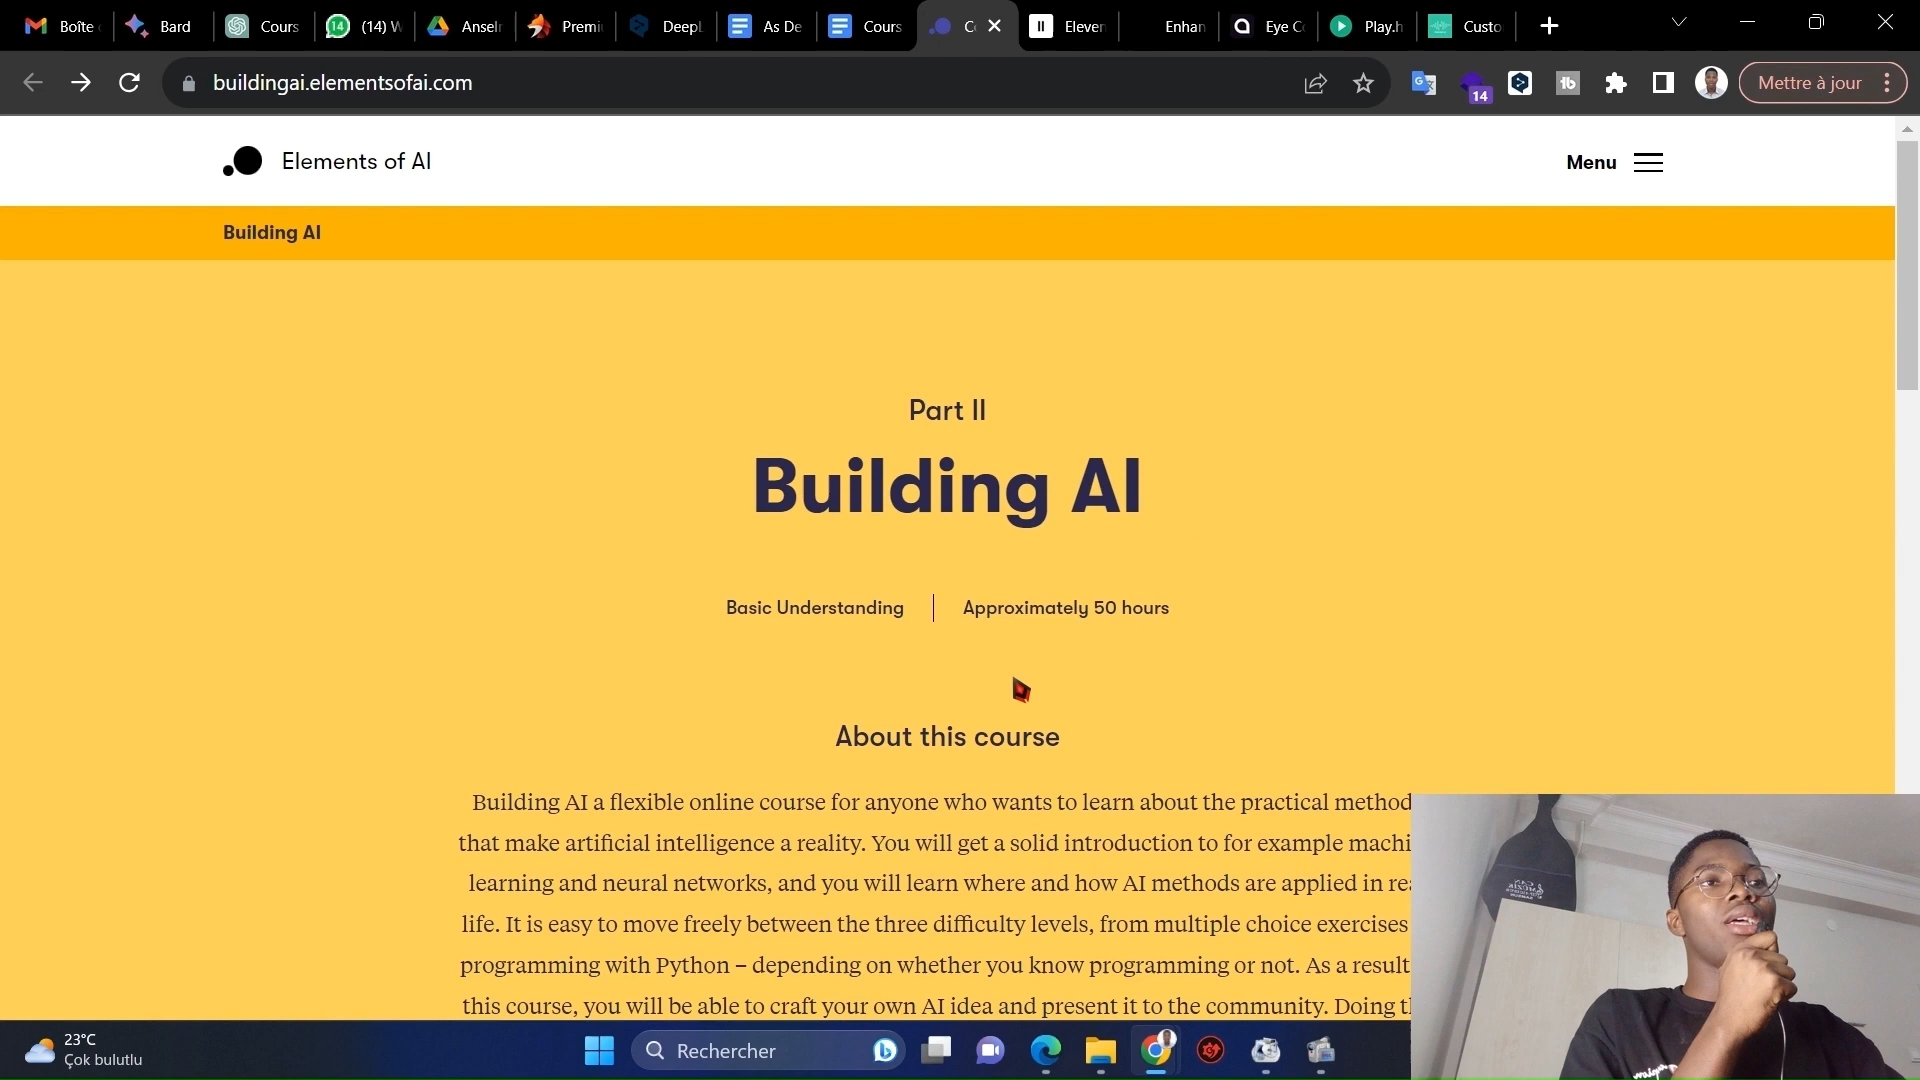 Boîte
Bard
Cours
14
(14) W
Anseln
Premi
DeepL
As De
Cours
Eleven
Enhan
Eye Co
Play.h
Custo
buildingai.elementsofai.com
14
Mettre à jour
Elements of AI
Menu
Building AI
Part II
Building AI
Basic Understanding
Approximately 50 hours
About this course
Building AI a flexible online course for anyone who wants to learn about the practical method
that make artificial intelligence a reality. You will get a solid introduction to for example machi
learning and neural networks, and you will learn where and how AI methods are applied in rea
life. It is easy to move freely between the three difficulty levels, from multiple choice exercises
programming with Python – depending on whether you know programming or not. As a result
this course, you will be able to craft your own AI idea and present it to the community. Doing th
23°C
Çok bulutlu
Rechercher